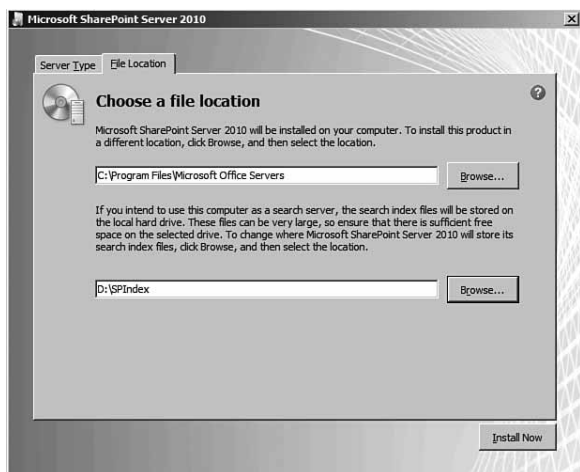 Microsoft SharePoint Server 2010
Server Type
File Location
Choose a file location
Microsoft SharePoint Server 2010 will be installed on your computer. To install this product in
a different location, click Browse, and then select the location.
C:\Program Files\Microsoft Office Servers
Browse...
If you intend to use this computer as a search server, the search index files will be stored on
the local hard drive. These files can be very large, so ensure that there is sufficient free
space on the selected drive. To change where Microsoft SharePoint Server 2010 will store its
search index files, click Browse, and then select the location.
D:\SPIndex
Browse...
Install Now